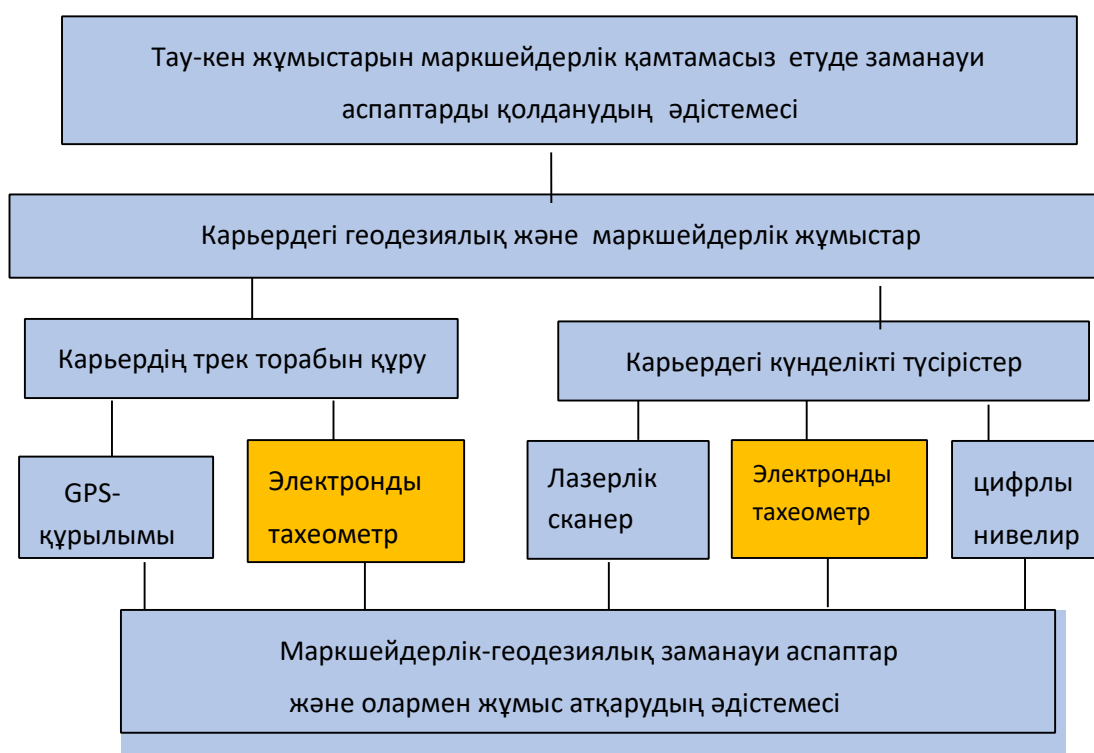 Тау-кен жұмыстарын маркшейдерлік қамтамасыз етуде заманауи
аспаптарды қолданудың әдістемесі
Карьердегі геодезиялық және маркшейдерлік жұмыстар
Карьердің трек торабын құру
Карьердегі күнделікті түсірістер
GPS-
құрылымы
Электронды
тахеометр
Лазерлік
сканер
Электронды
тахеометр
цифрлы
нивелир
Маркшейдерлік-геодезиялық заманауи аспаптар
және олармен жұмыс атқарудың әдістемесі